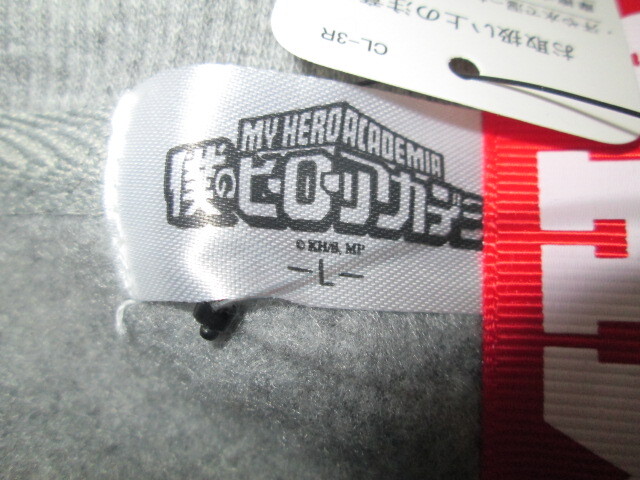 お取扱い上の注意
CL-3R
MY HERO ACADEMIA
僕のヒーローアカデミ
© KH/S, MP
-L-